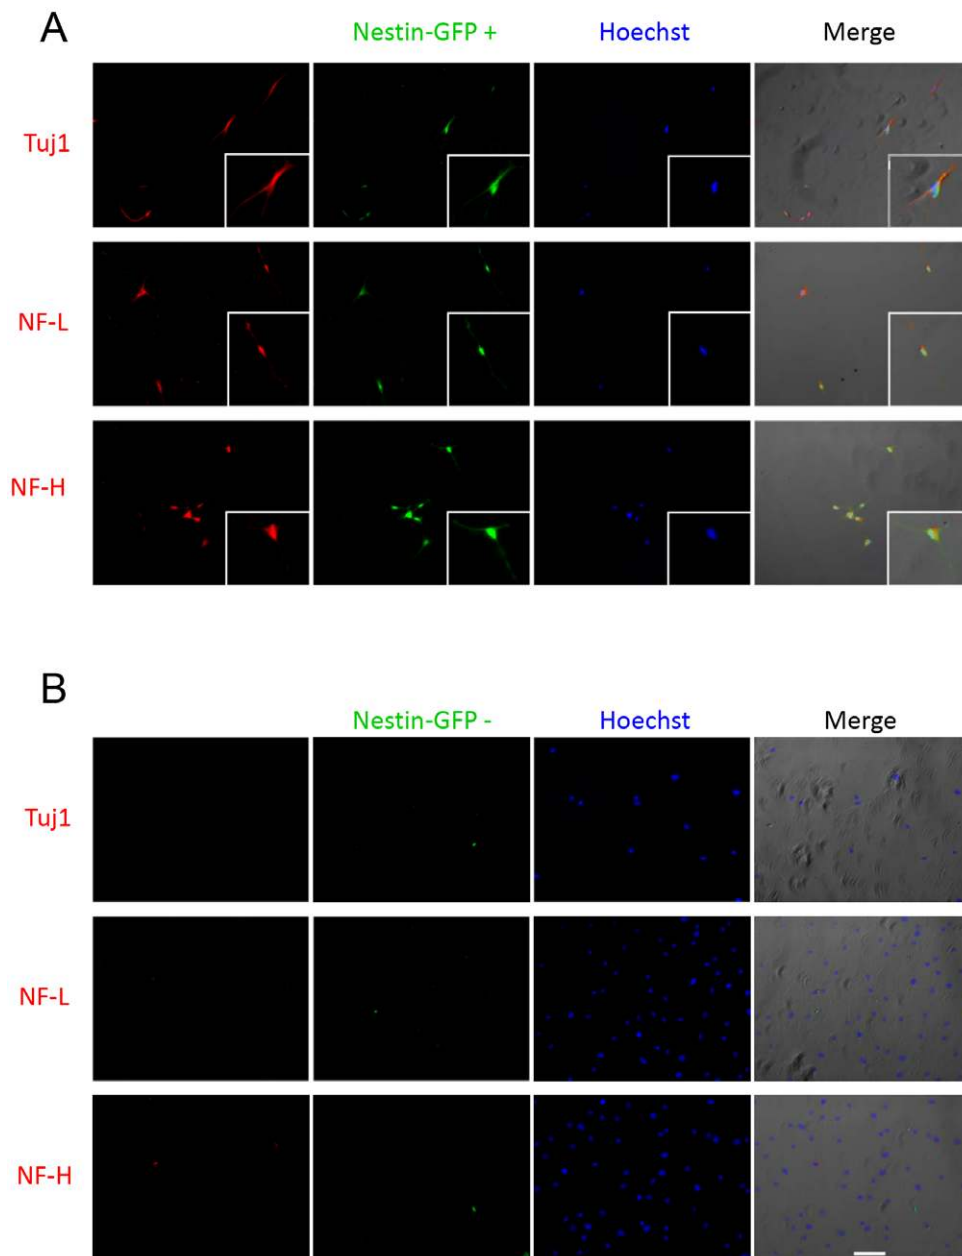 A
Nestin-GFP + Hoechst Merge
Tuj1
NF-L
NF-H
B
Nestin-GFP - Hoechst Merge
Tuj1
NF-L
NF-H